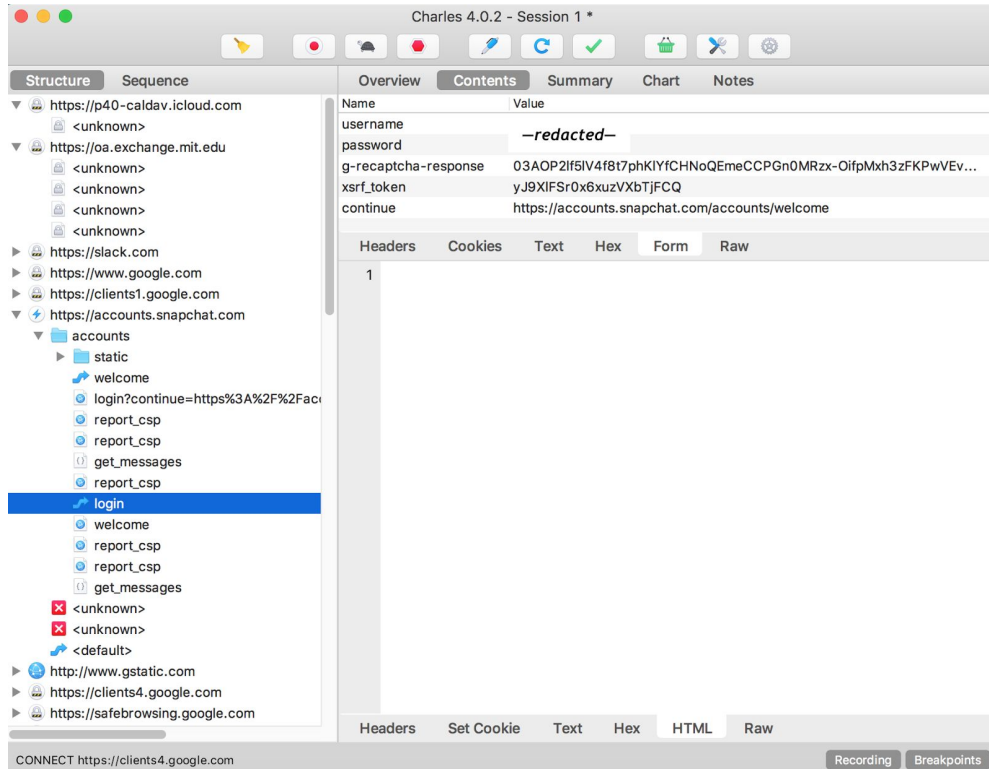 Charles 4.0.2 - Session 1 *
Structure Sequence
https://p40-caldav.icloud.com
<unknown>
https://oa.exchange.mit.edu
<unknown>
<unknown>
<unknown>
<unknown>
https://slack.com
https://www.google.com
https://clients1.google.com
https://accounts.snapchat.com
accounts
static
welcome
login?continue=https%3A%2F%2Facc
report_csp
report_csp
get_messages
report_csp
login
welcome
report_csp
report_csp
get_messages
<unknown>
<unknown>
<default>
http://www.gstatic.com
https://clients4.google.com
https://safebrowsing.google.com
Overview Contents Summary Chart Notes
Name Value
username
—redacted—
password
g-recaptcha-response 03AOP2lf5lV4f8t7phKlYfCHNoQEmeCCPGn0MRzx-OifpMxh3zFKPwVEv...
xsrf_token yJ9XlFSr0x6xuzVXbTjFCQ
continue https://accounts.snapchat.com/accounts/welcome
Headers Cookies Text Hex Form Raw
1
Headers Set Cookie Text Hex HTML Raw
CONNECT https://clients4.google.com
Recording Breakpoints